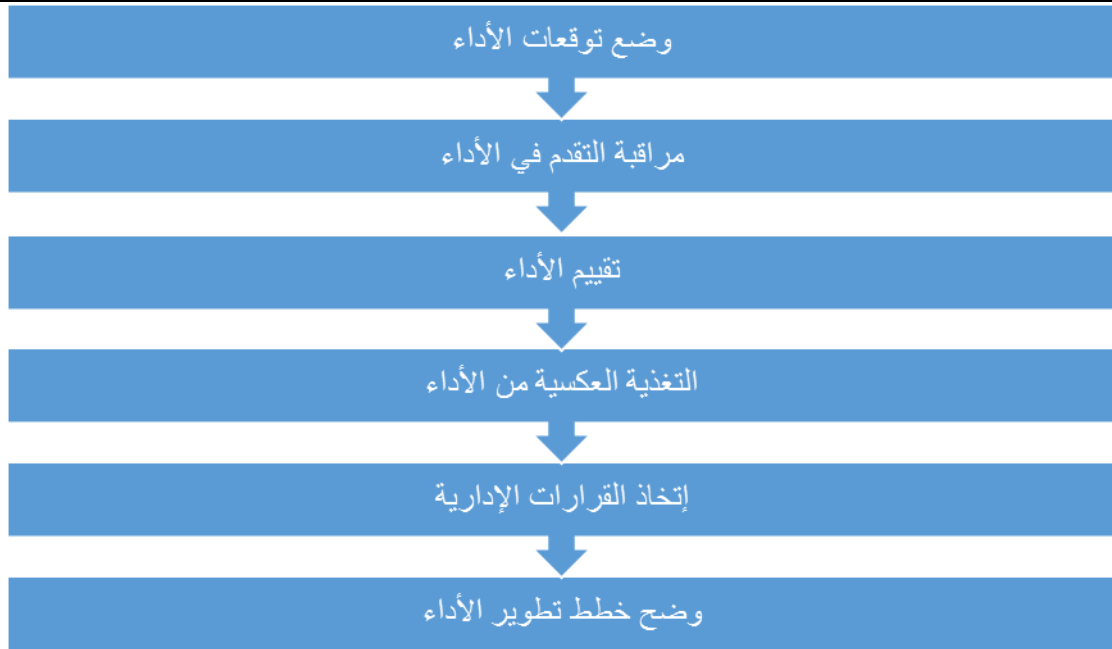 وضع توقعات الأداء
مراقبة التقدم في الأداء
تقييم الأداء
التغذية العكسية من الأداء
إتخاذ القرارات الإدارية
وضح خطط تطوير الأداء